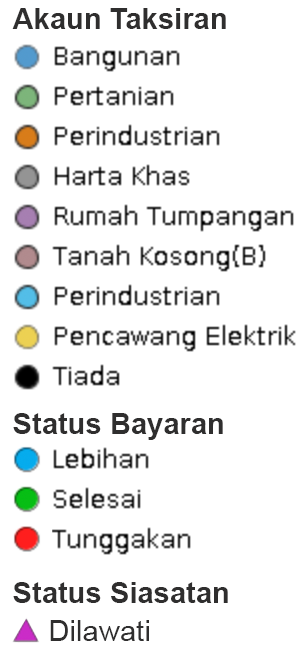 Akaun Taksiran
Bangunan
Pertanian
Perindustrian
Harta Khas
Rumah Tumpangan
Tanah Kosong(B)
Perindustrian
Pencawang Elektrik
Tiada
Status Bayaran
Lebihan
Selesai
Tunggakan
Status Siasatan
Dilawati